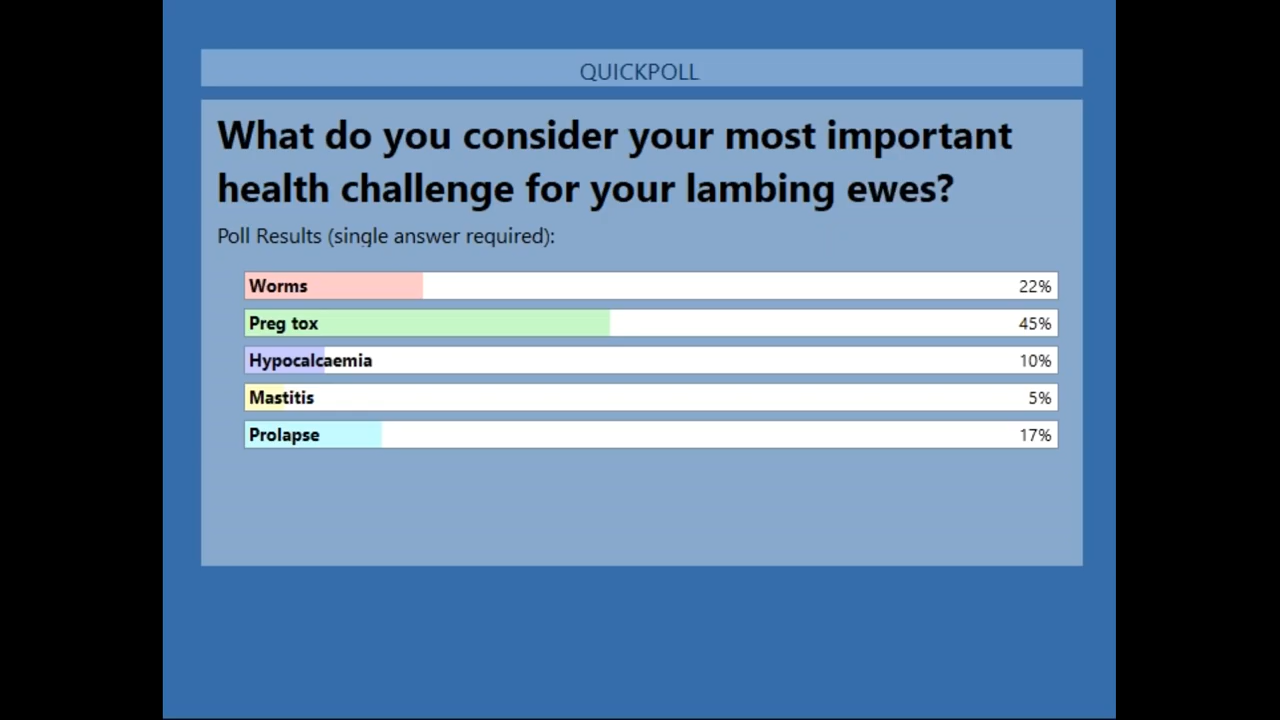 QUICKPOLL
What do you consider your most important
health challenge for your lambing ewes?
Poll Results (single answer required):
Worms 22%
Preg tox 45%
Hypocalcaemia 10%
Mastitis 5%
Prolapse 17%